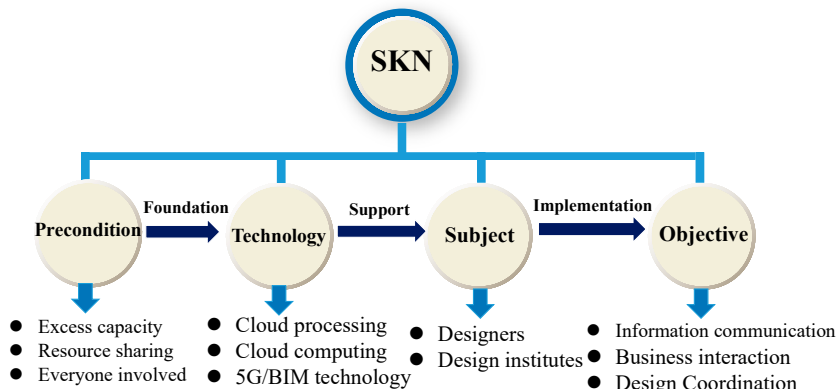 SKN
Foundation
Support
Implementation
Precondition
Technology
Subject
Objective
● Excess capacity
● Resource sharing
● Everyone involved
● Cloud processing
● Cloud computing
● 5G/BIM technology
● Designers
● Design institutes
● Information communication
● Business interaction
● Design Coordination